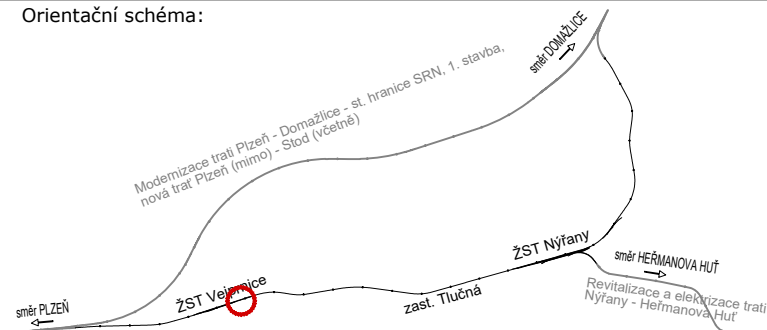 Orientační schéma:
směr DOMAŽLICE
Modernizace trati Plzeň - Domažlice - st. hranice SRN, 1. stavba,
nová trať Plzeň (mimo) - Stod (včetně)
ŽST Nýřany
směr HEŘMANOVA HUŤ
ŽST Vejprnice
zast. Tlučná
Revitalizace a elektrizace trati
Nýřany - Heřmanova Huť
směr PLZEŇ